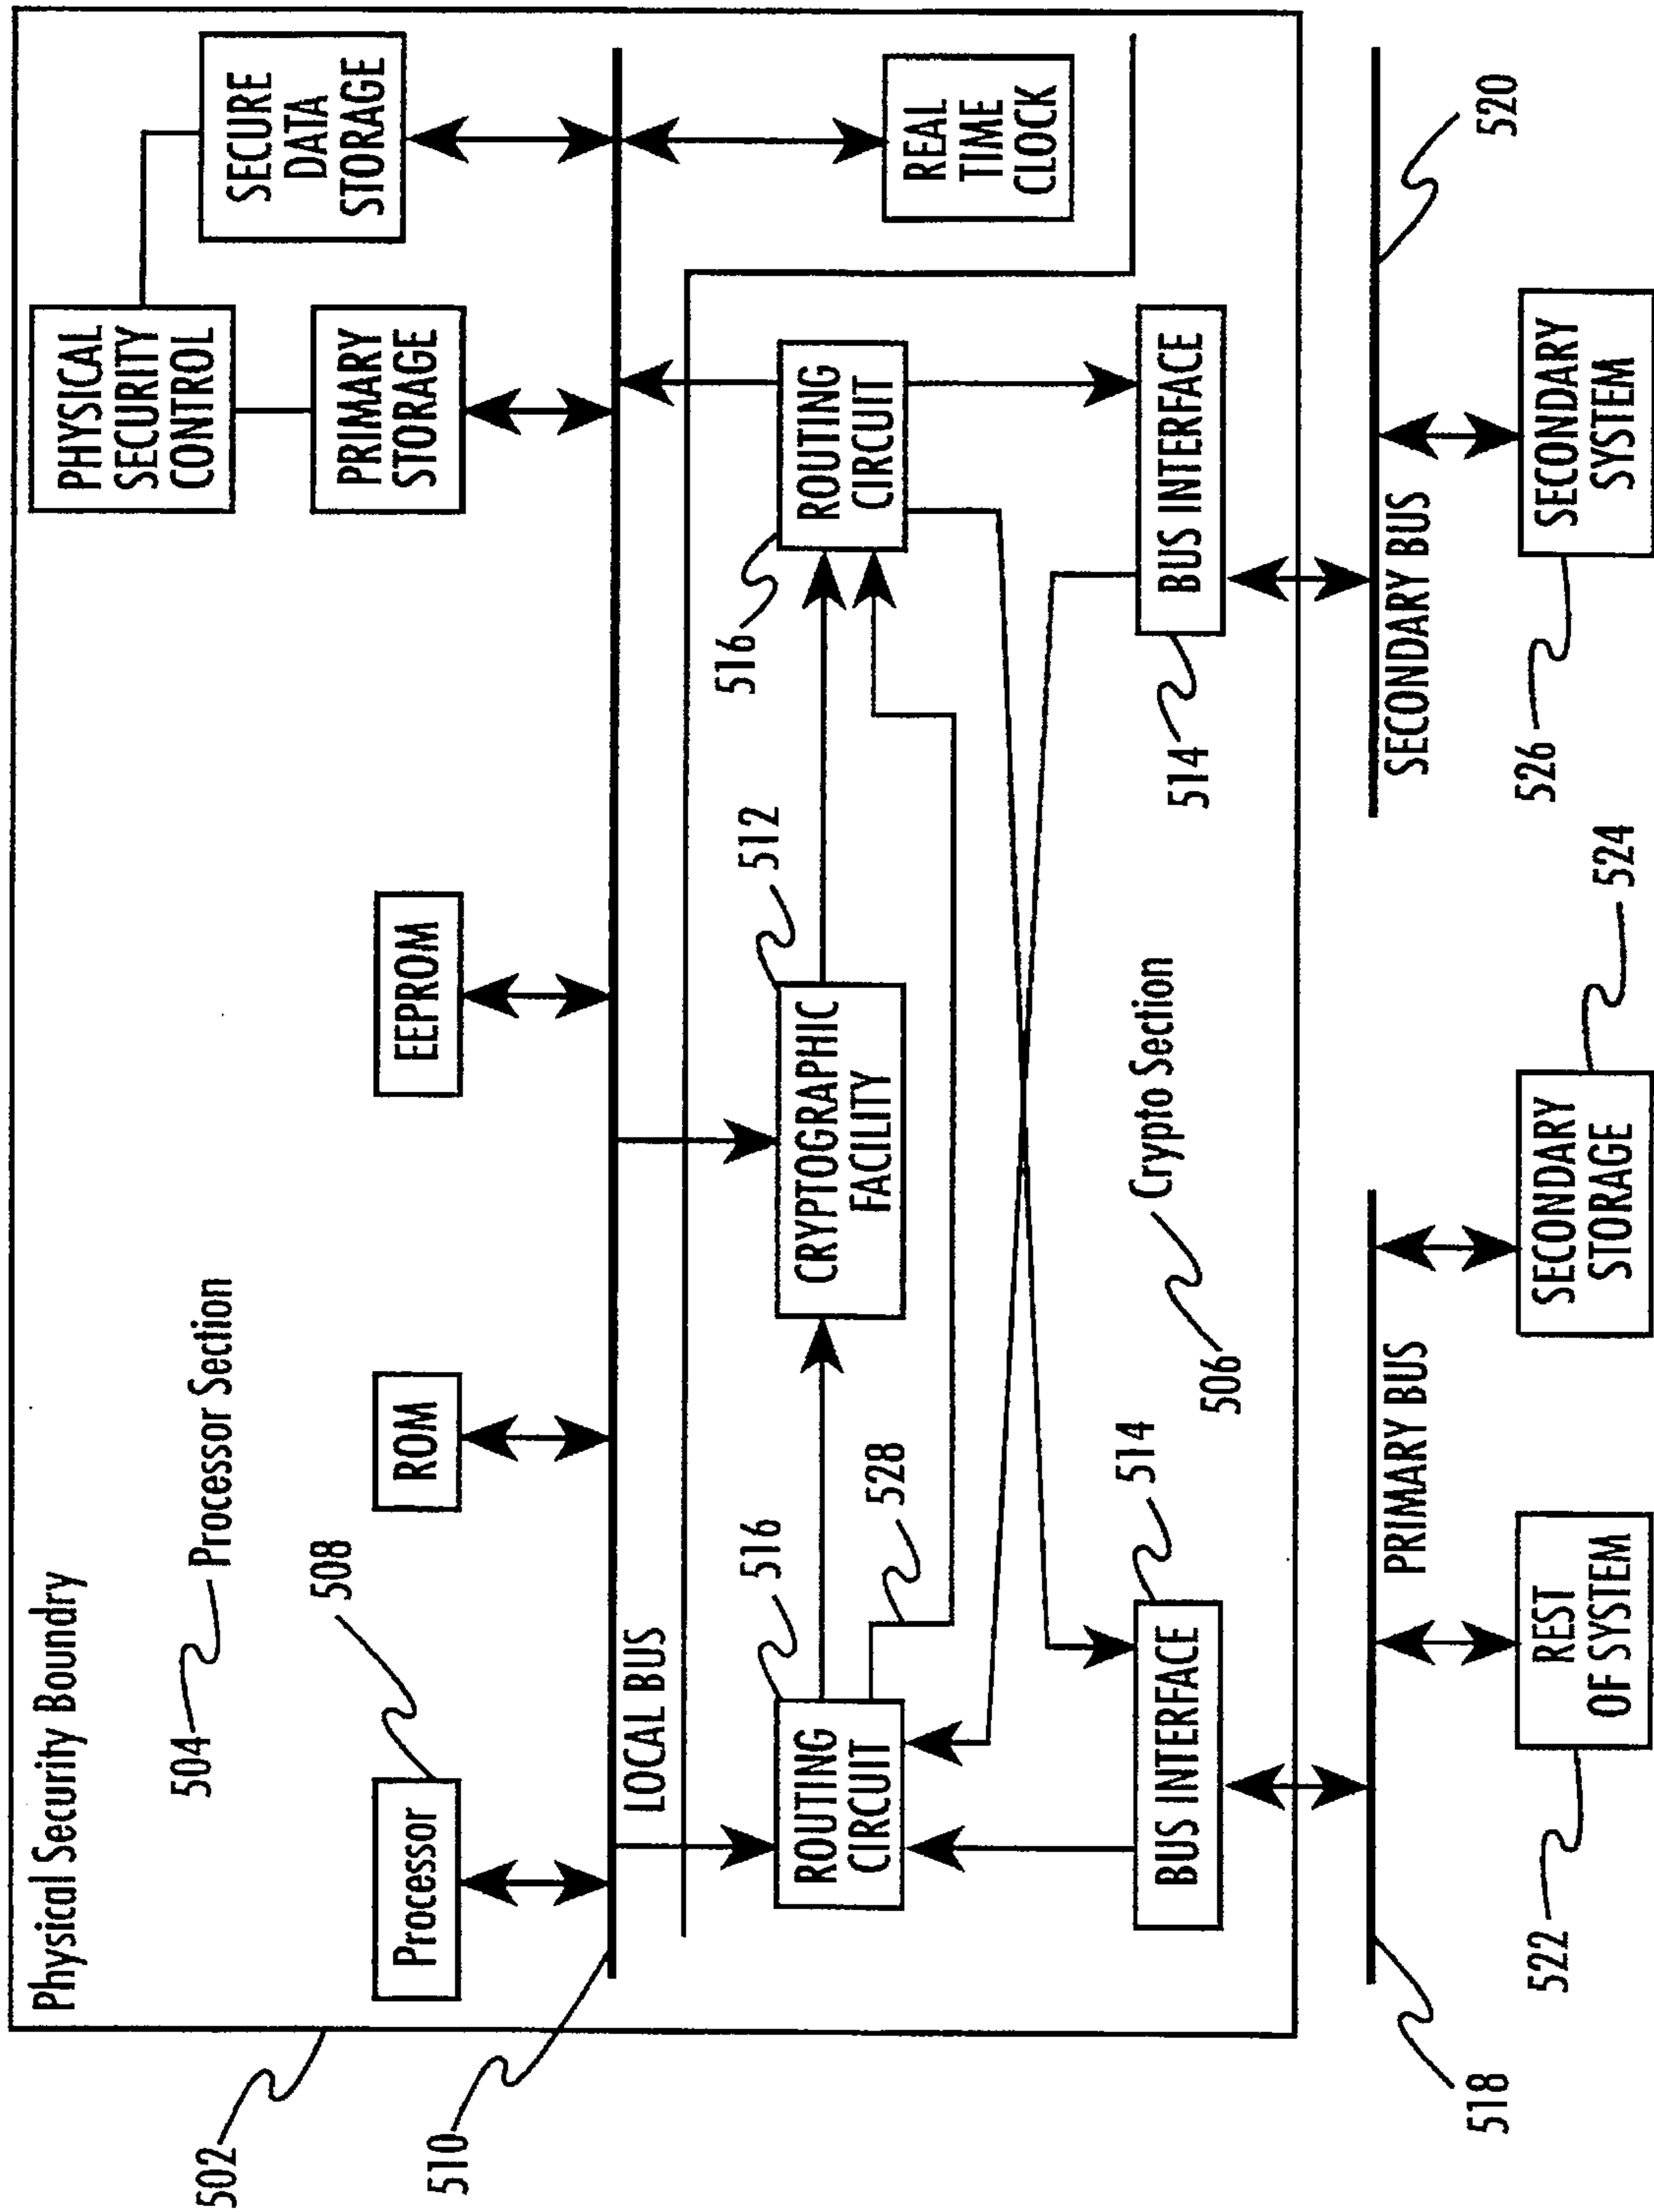 Physical Security Boundry
502
504
Processor Section
Processor
508
ROM
EEPROM
PHYSICAL
SECURITY
CONTROL
PRIMARY
STORAGE
SECURE
DATA
STORAGE
510
LOCAL BUS
ROUTING
CIRCUIT
516
528
CRYPTOGRAPHIC
FACILITY
512
516
ROUTING
CIRCUIT
REAL
TIME
CLOCK
BUS INTERFACE
514
506
Crypto Section
514
BUS INTERFACE
518
PRIMARY BUS
SECONDARY BUS
520
522
REST
OF SYSTEM
SECONDARY
STORAGE
524
526
SECONDARY
SYSTEM